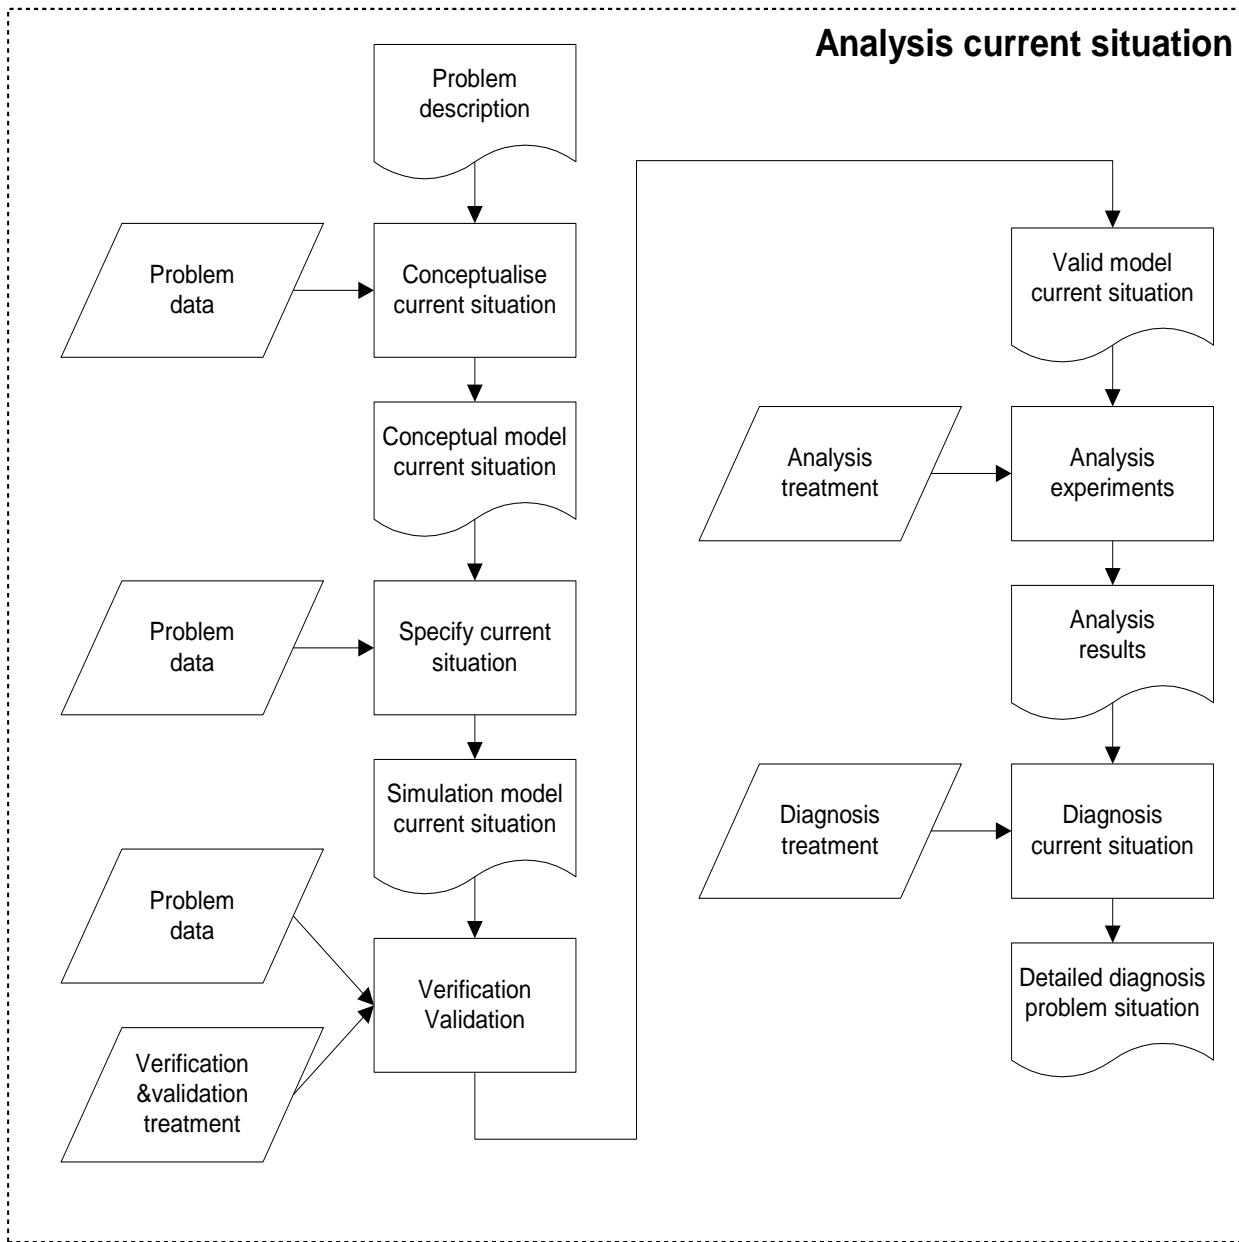 Analysis current situation
Problem
description
Problem
data
Conceptualise
current situation
Conceptual model
current situation
Problem
data
Specify current
situation
Simulation model
current situation
Problem
data
Verification
&validation
treatment
Verification
Validation
Valid model
current situation
Analysis
treatment
Analysis
experiments
Analysis
results
Diagnosis
treatment
Diagnosis
current situation
Detailed diagnosis
problem situation